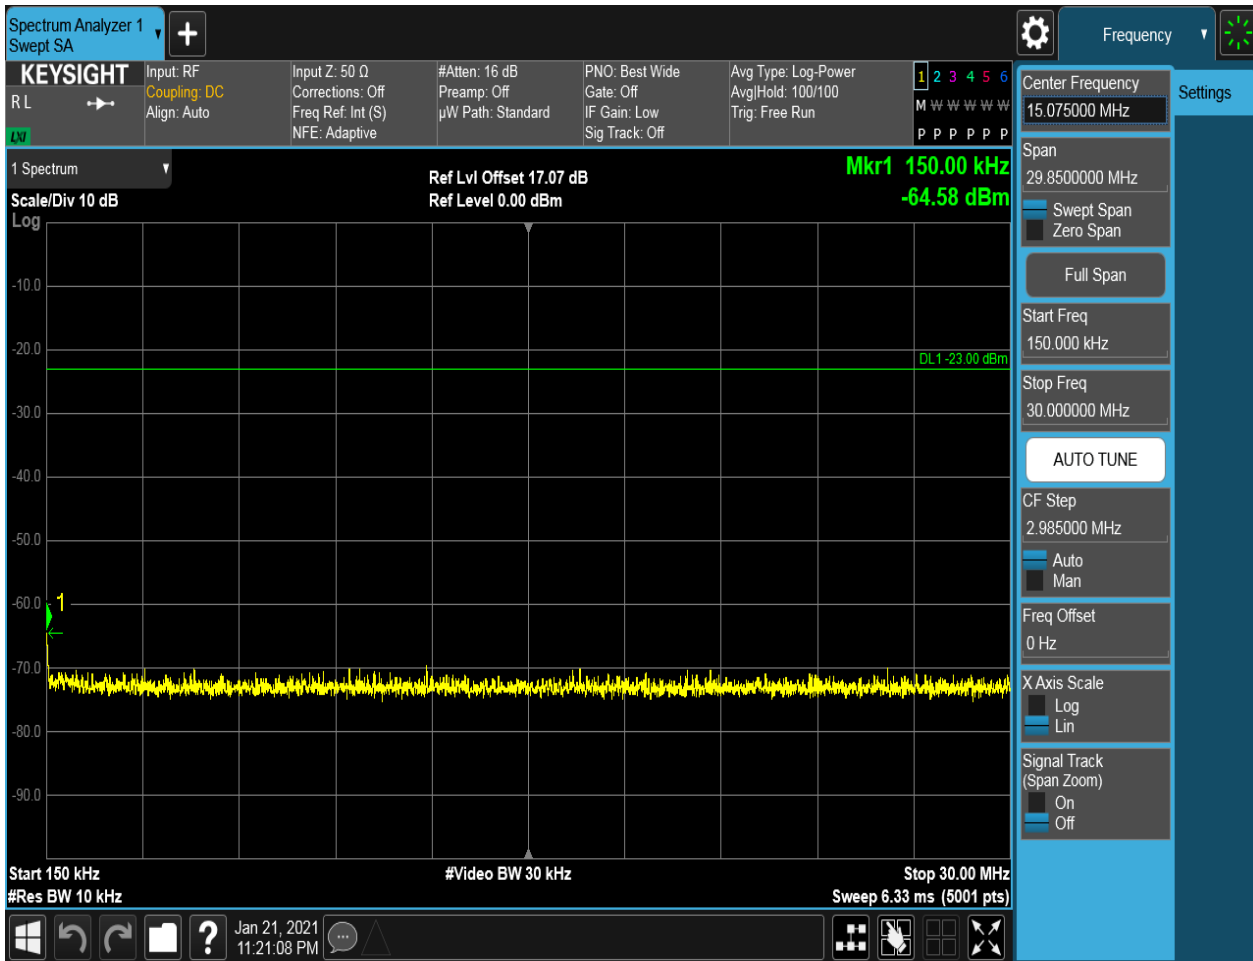 Spectrum Analyzer 1
Swept SA
Frequency
KEYSIGHT
R L
LXI
Input: RF
Coupling: DC
Align: Auto
Input Z: 50 Ω
Corrections: Off
Freq Ref: Int (S)
NFE: Adaptive
#Atten: 16 dB
Preamp: Off
µW Path: Standard
PNO: Best Wide
Gate: Off
IF Gain: Low
Sig Track: Off
Avg Type: Log-Power
Avg|Hold: 100/100
Trig: Free Run
1 2 3 4 5 6
M W W W W W
P P P P P P
1 Spectrum
Scale/Div 10 dB
Log
Ref Lvl Offset 17.07 dB
Ref Level 0.00 dBm
Mkr1 150.00 kHz
-64.58 dBm
-10.0
-20.0
DL1 -23.00 dBm
-30.0
-40.0
-50.0
-60.0
1
-70.0
-80.0
-90.0
Start 150 kHz
#Video BW 30 kHz
Stop 30.00 MHz
#Res BW 10 kHz
Sweep 6.33 ms (5001 pts)
Center Frequency
15.075000 MHz
Settings
Span
29.8500000 MHz
Swept Span
Zero Span
Full Span
Start Freq
150.000 kHz
Stop Freq
30.000000 MHz
AUTO TUNE
CF Step
2.985000 MHz
Auto
Man
Freq Offset
0 Hz
X Axis Scale
Log
Lin
Signal Track
(Span Zoom)
On
Off
?
Jan 21, 2021
11:21:08 PM